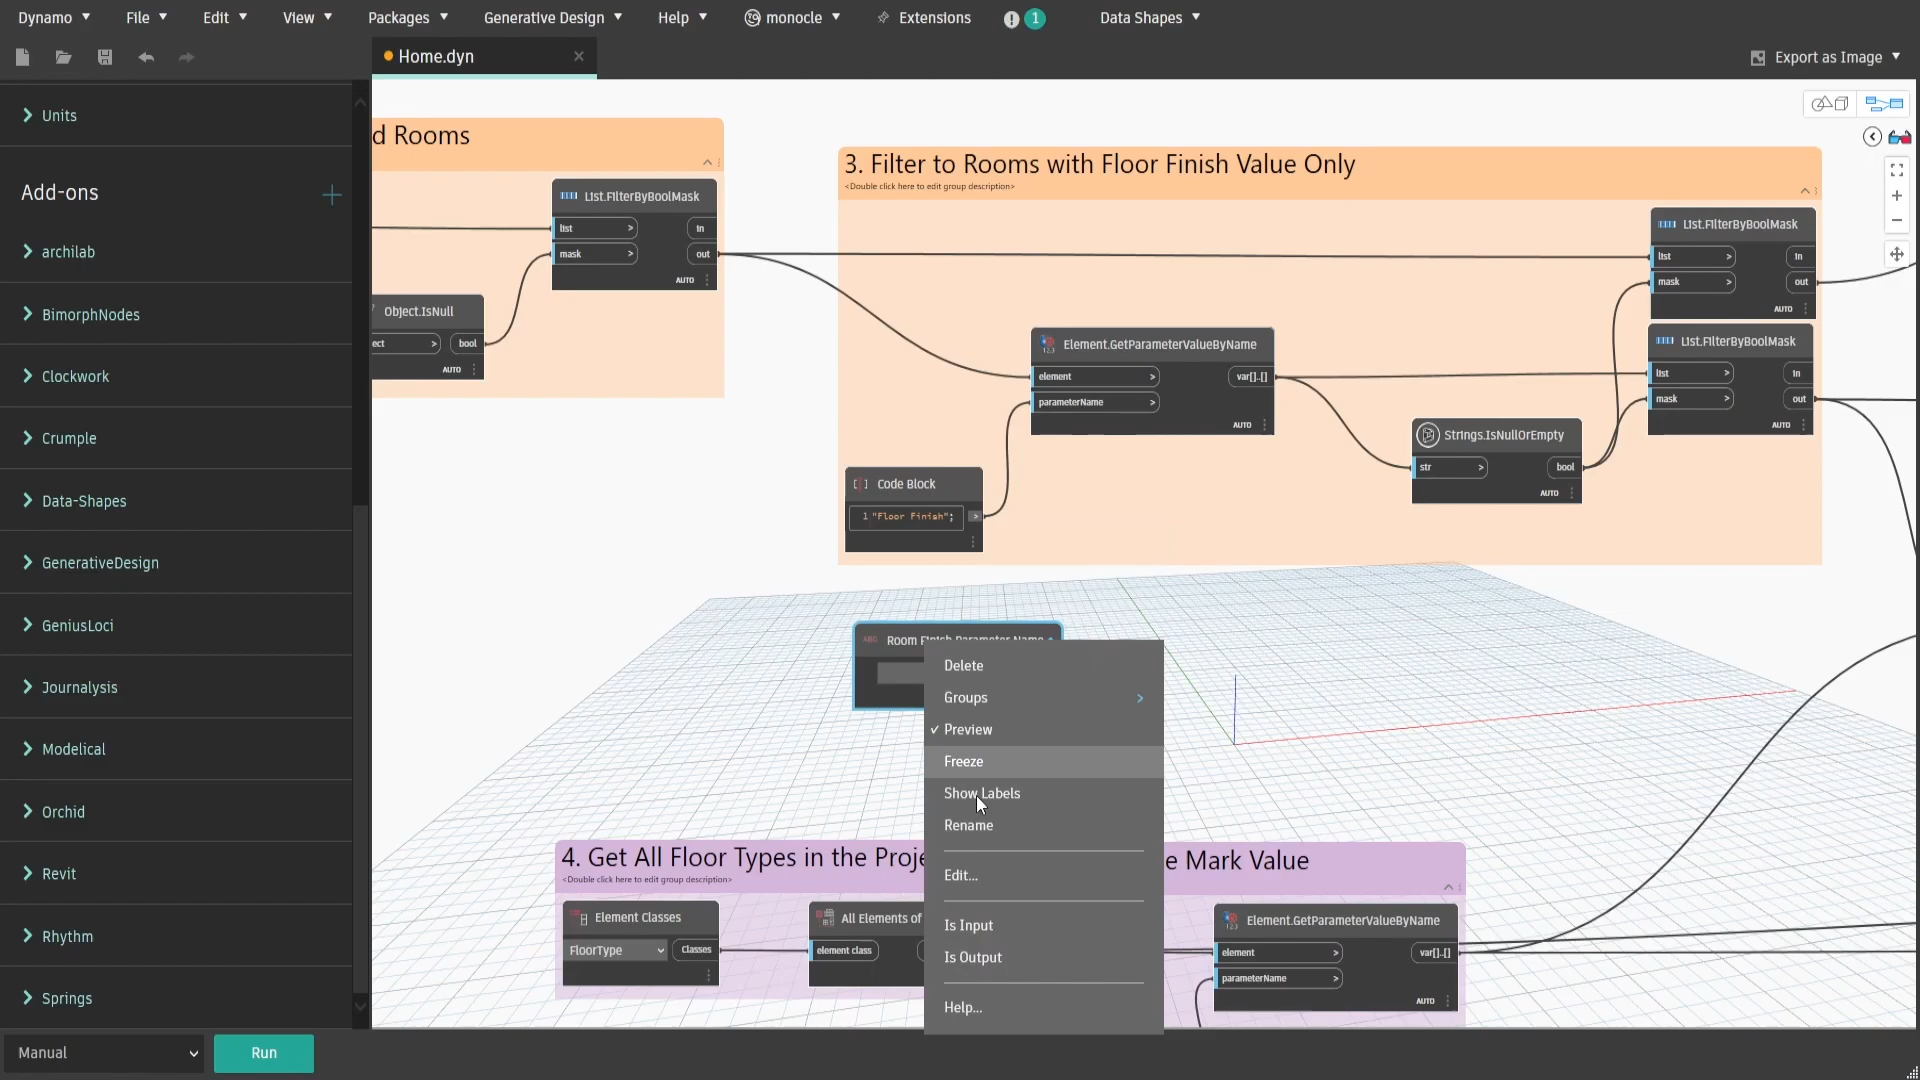 Dynamo File Edit View Packages Generative Design Help monocle Extensions 1 Data Shapes
Home.dyn
Export as Image
Units
Add-ons
archilab
BimorphNodes
Clockwork
Crumple
Data-Shapes
GenerativeDesign
GeniusLoci
Journalysis
Modelical
Orchid
Revit
Rhythm
Springs
Manual
Run
d Rooms
List.FilterByBoolMask
list > in
mask > out
AUTO
Object.IsNull
ect > bool
AUTO
3. Filter to Rooms with Floor Finish Value Only
<Double click here to edit group description>
List.FilterByBoolMask
list > in
mask > out
AUTO
List.FilterByBoolMask
list > in
mask > out
AUTO
Element.GetParameterValueByName
element > var[]..[]
parameterName >
AUTO
Strings.IsNullOrEmpty
str > bool
AUTO
Code Block
1 "Floor Finish"; >
ABC Room Finish Parameter Name
Delete
Groups
Preview
Freeze
Show Labels
Rename
Edit...
Is Input
Is Output
Help...
4. Get All Floor Types in the Proje
e Mark Value
<Double click here to edit group description>
Element Classes
FloorType Classes
All Elements of
element class
Element.GetParameterValueByName
element > var[]..[]
parameterName >
AUTO